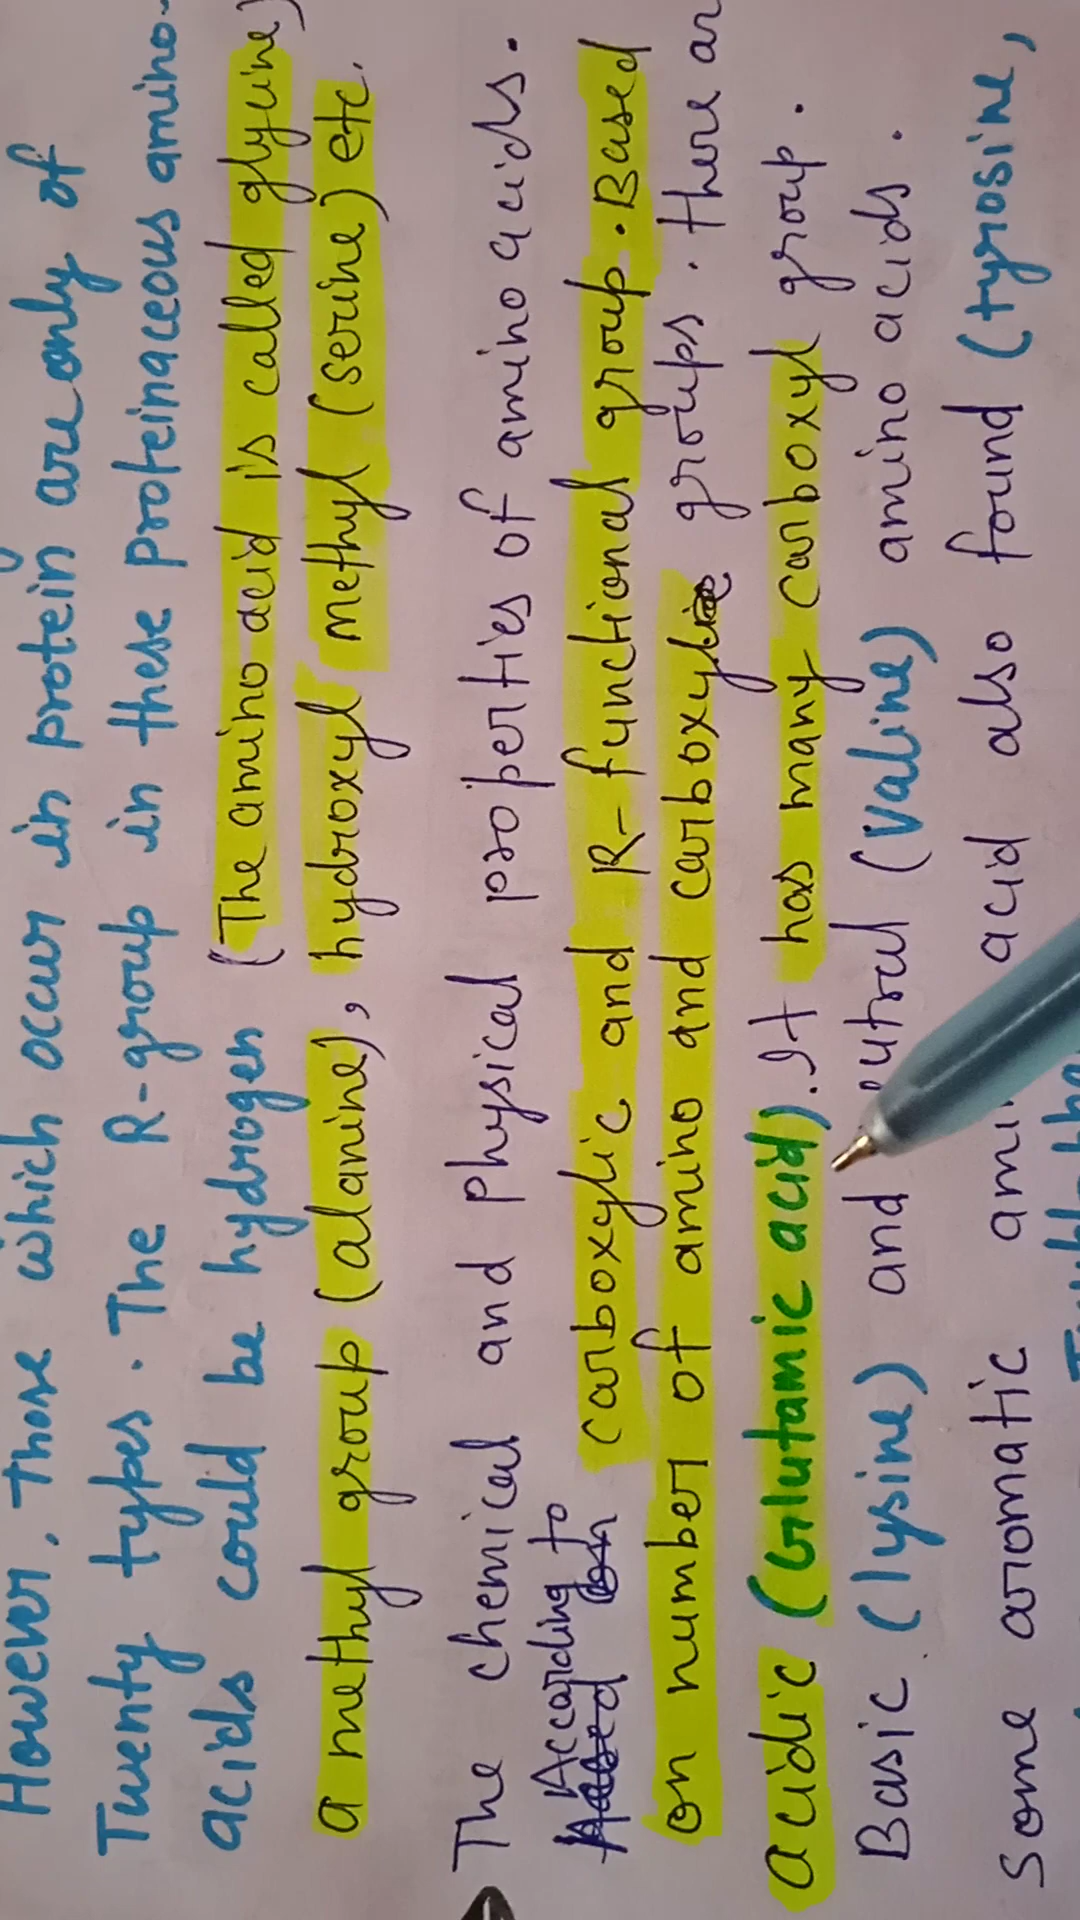 However, Those which occur in protein are only of
Twenty types. The R-group in these proteinaceous amino-
acids could be hydrogen (The amino acid is called glycine)
a methyl group (alanine), hydroxyl methyl (serine) etc.
The chemical and physical properties of amino acids.
According to carboxylic and R-functional group. Based
on number of amino and carboxyl groups. there ar
acidic (Glutamic acid). It has many carboxyl group.
Basic (lysine) and utral (valine) amino acids.
some aromatic ami acid also found (tyrosine,